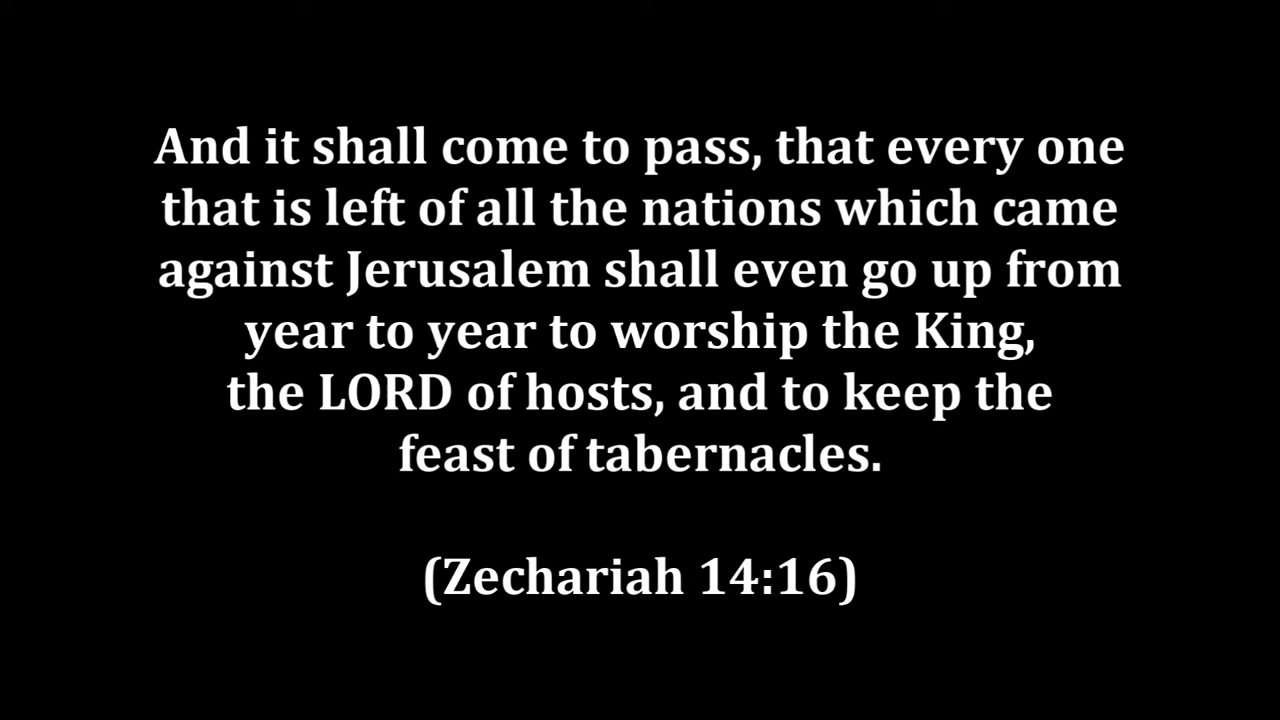 And it shall come to pass, that every one
that is left of all the nations which came
against Jerusalem shall even go up from
year to year to worship the King,
the LORD of hosts, and to keep the
feast of tabernacles.
(Zechariah 14:16)